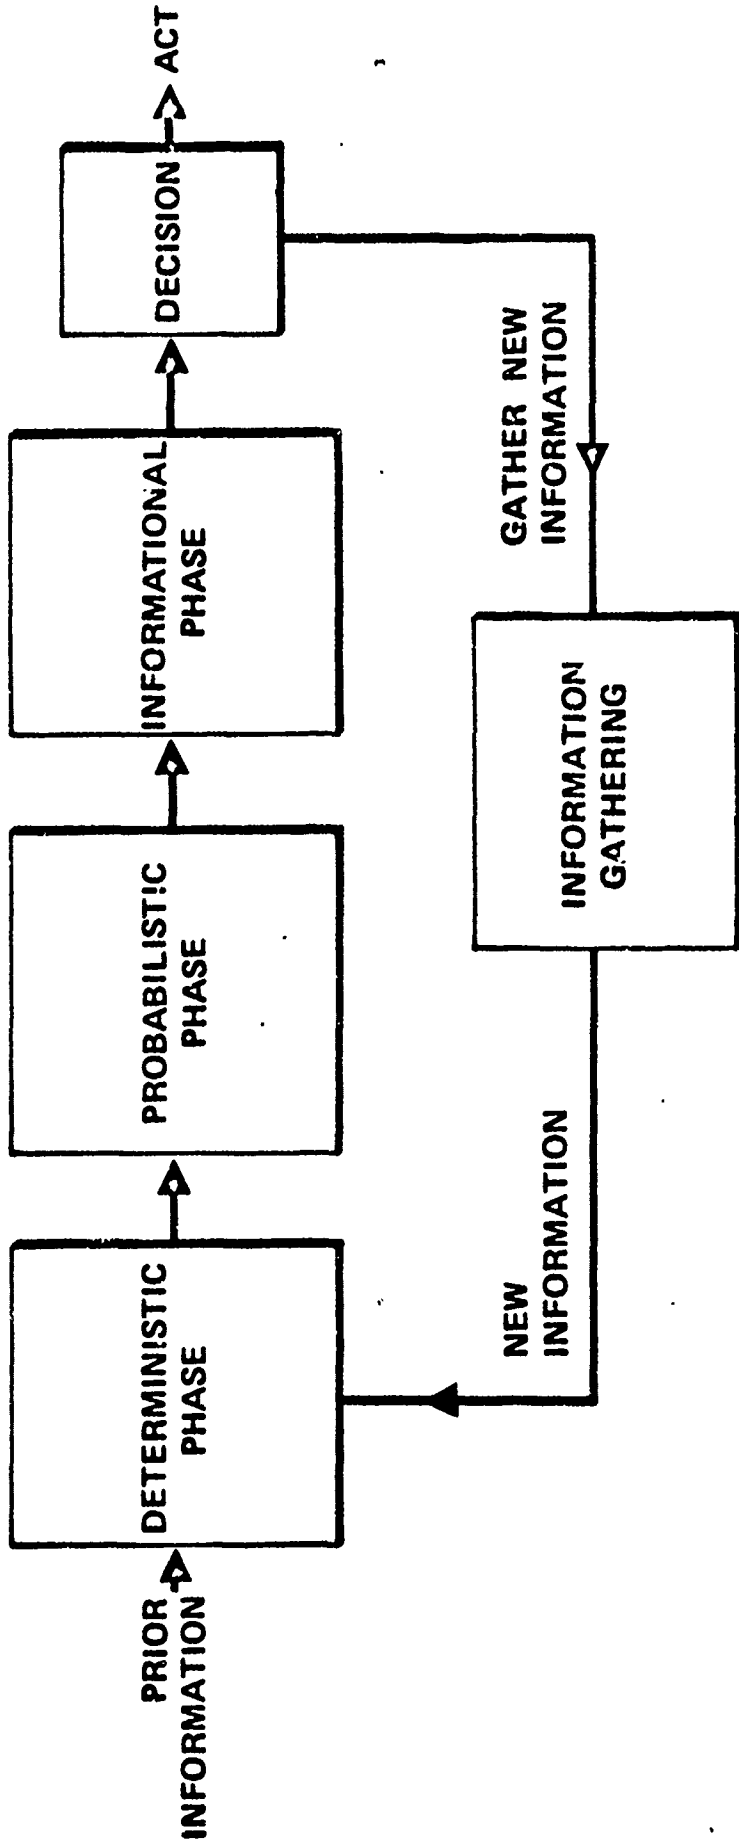 PRIOR
INFORMATION
DETERMINISTIC
PHASE
PROBABILISTIC
PHASE
INFORMATIONAL
PHASE
DECISION
ACT
GATHER NEW
INFORMATION
INFORMATION
GATHERING
NEW
INFORMATION